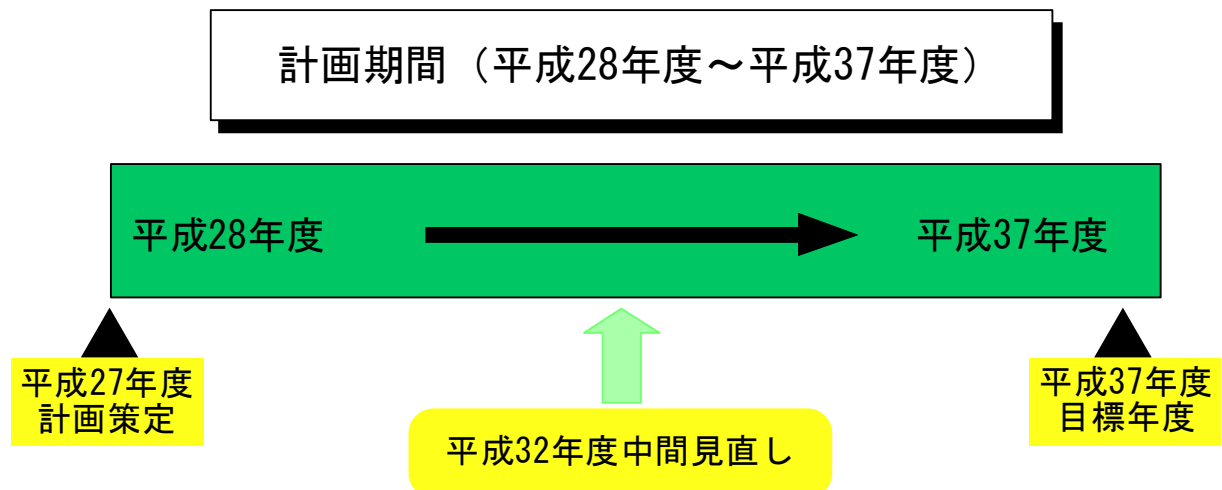 計画期間（平成28年度～平成37年度）
平成28年度
平成37年度
平成27年度
計画策定
平成32年度中間見直し
平成37年度
目標年度